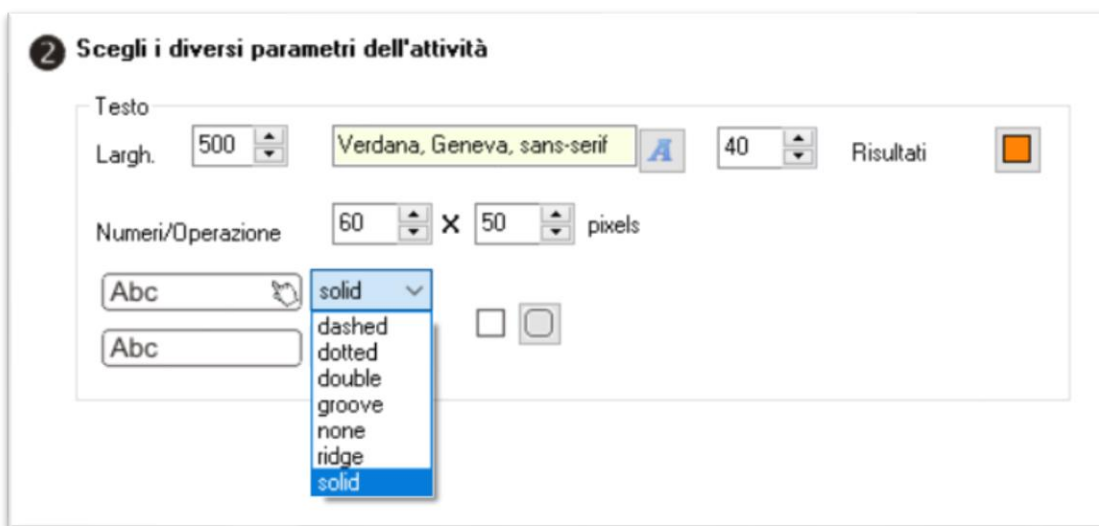 2 Scegli i diversi parametri dell'attività
Testo
Largh. 500 Verdana, Geneva, sans-serif A 40 Risultati
Numeri/Operazione 60 X 50 pixels
Abc solid
dashed
Abc dotted
double
groove
none
ridge
solid